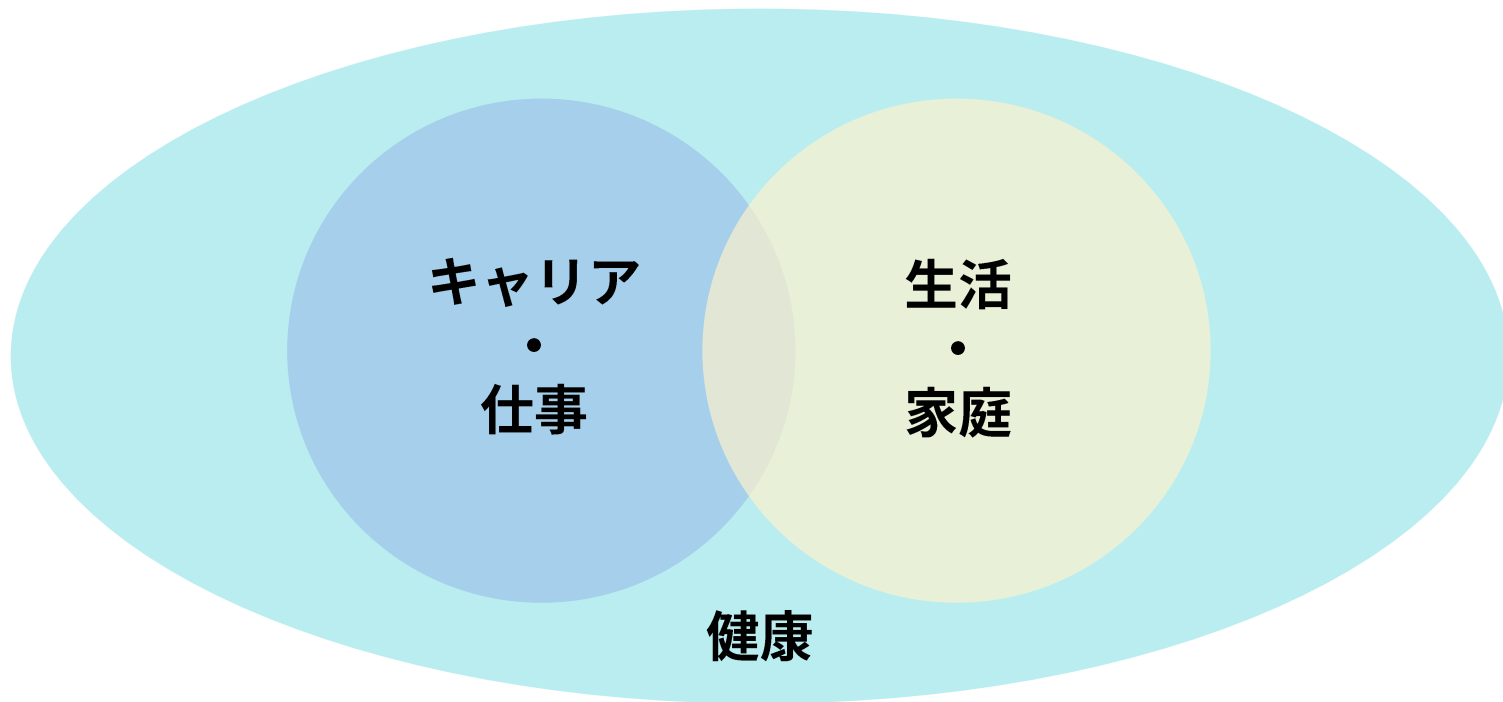 キャリア
・
仕事
生活
・
家庭
健康